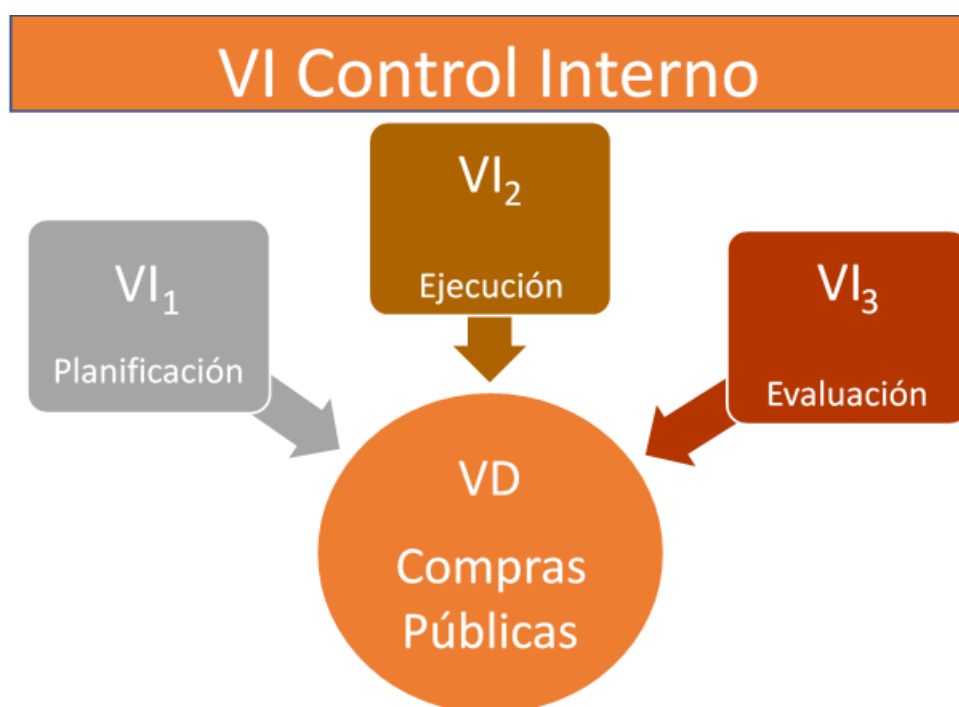 VI Control Interno
VI₁
Planificación
VI₂
Ejecución
VI₃
Evaluación
VD
Compras
Públicas